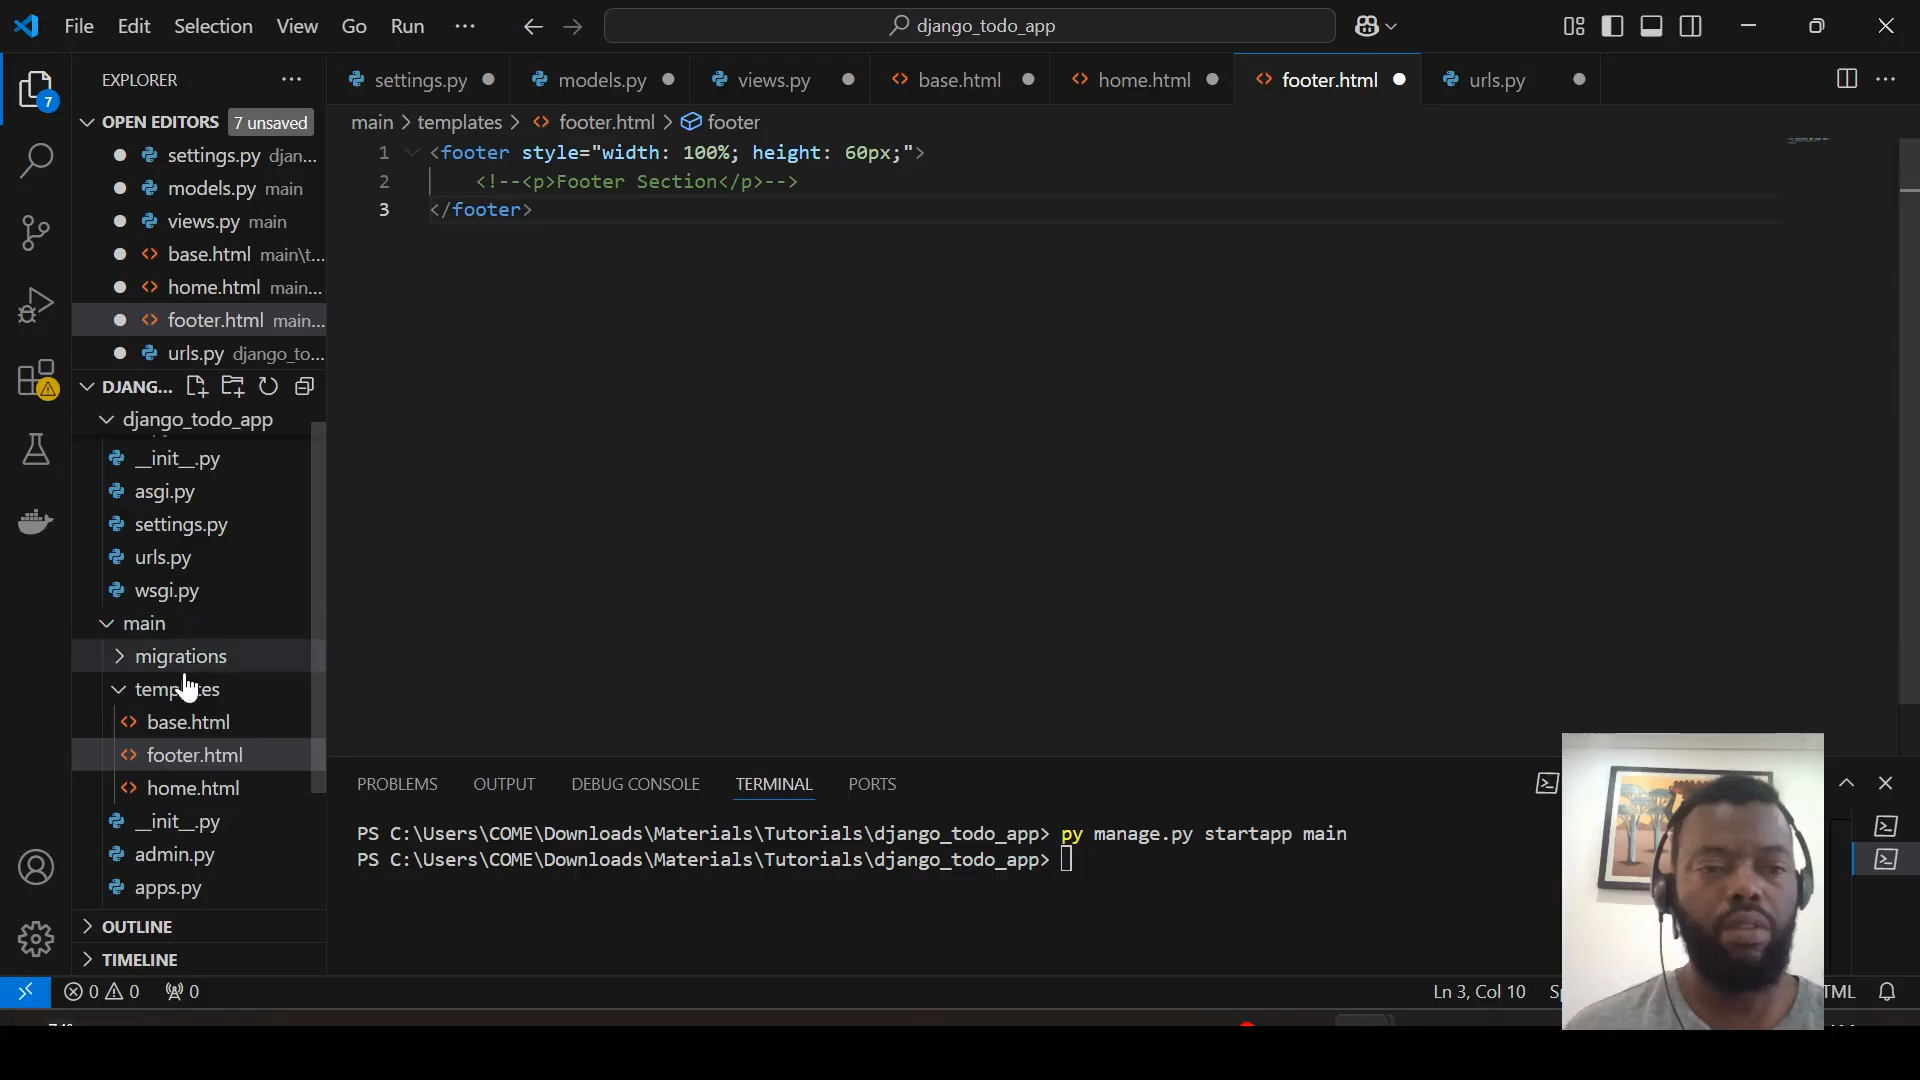 File Edit Selection View Go Run ··· django_todo_app
EXPLORER ···
settings.py models.py views.py base.html home.html footer.html urls.py ···
OPEN EDITORS 7 unsaved
7
main > templates > footer.html > footer
settings.py djan...
models.py main
views.py main
base.html main\t...
home.html main...
footer.html main...
urls.py django_to...
1 <footer style="width: 100%; height: 60px;">
2 <!--<p>Footer Section</p>-->
3 </footer>
DJANG...
django_todo_app
__init__.py
asgi.py
settings.py
urls.py
wsgi.py
main
migrations
base.html
footer.html
home.html
__init__.py
admin.py
apps.py
OUTLINE
TIMELINE
PROBLEMS OUTPUT DEBUG CONSOLE TERMINAL PORTS
PS C:\Users\COME\Downloads\Materials\Tutorials\django_todo_app> py manage.py startapp main
PS C:\Users\COME\Downloads\Materials\Tutorials\django_todo_app>
0 0 0 Ln 3, Col 10